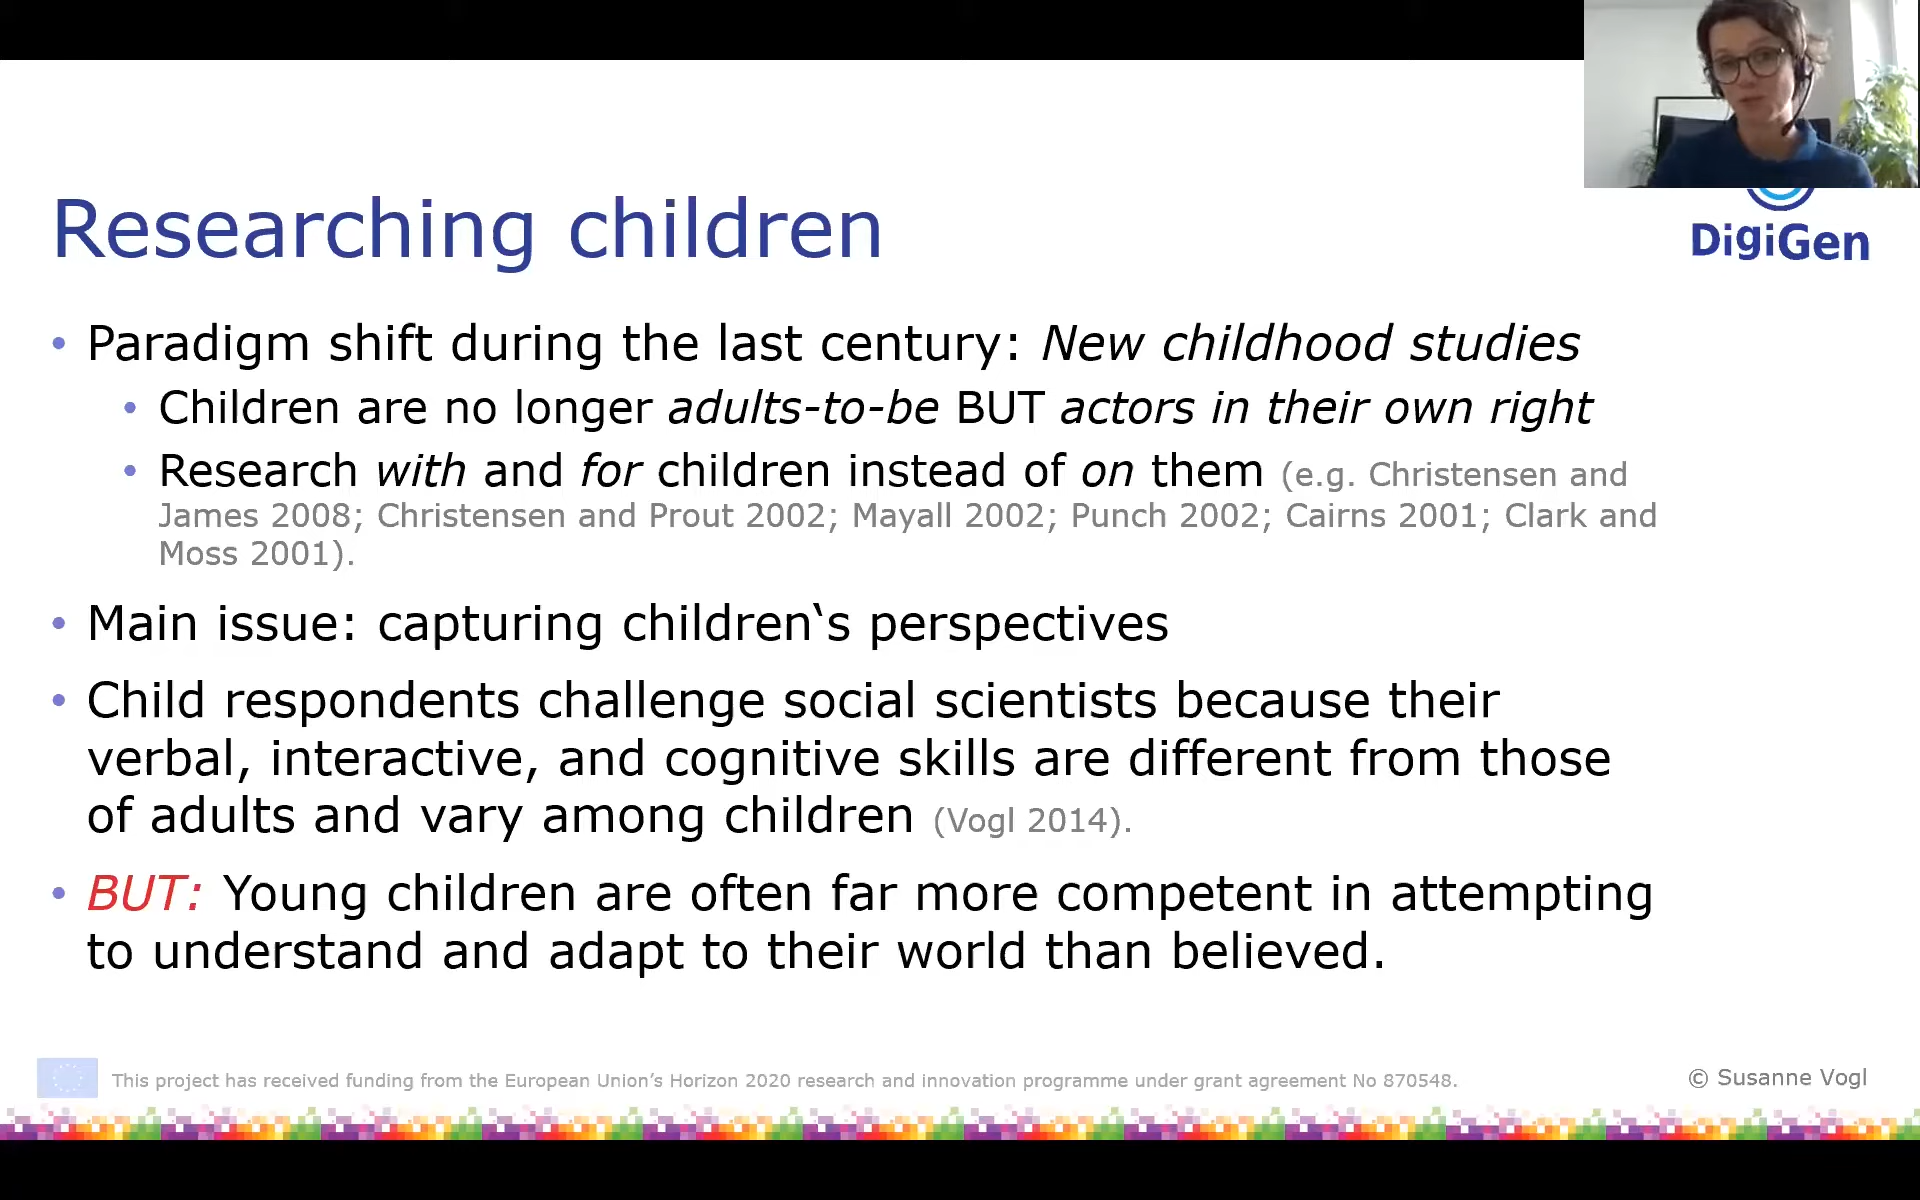 Researching children
DigiGen
• Paradigm shift during the last century: New childhood studies
• Children are no longer adults-to-be BUT actors in their own right
• Research with and for children instead of on them (e.g. Christensen and
James 2008; Christensen and Prout 2002; Mayall 2002; Punch 2002; Cairns 2001; Clark and
Moss 2001).
• Main issue: capturing children‘s perspectives
• Child respondents challenge social scientists because their
verbal, interactive, and cognitive skills are different from those
of adults and vary among children (Vogl 2014).
• BUT: Young children are often far more competent in attempting
to understand and adapt to their world than believed.
This project has received funding from the European Union’s Horizon 2020 research and innovation programme under grant agreement No 870548.
© Susanne Vogl